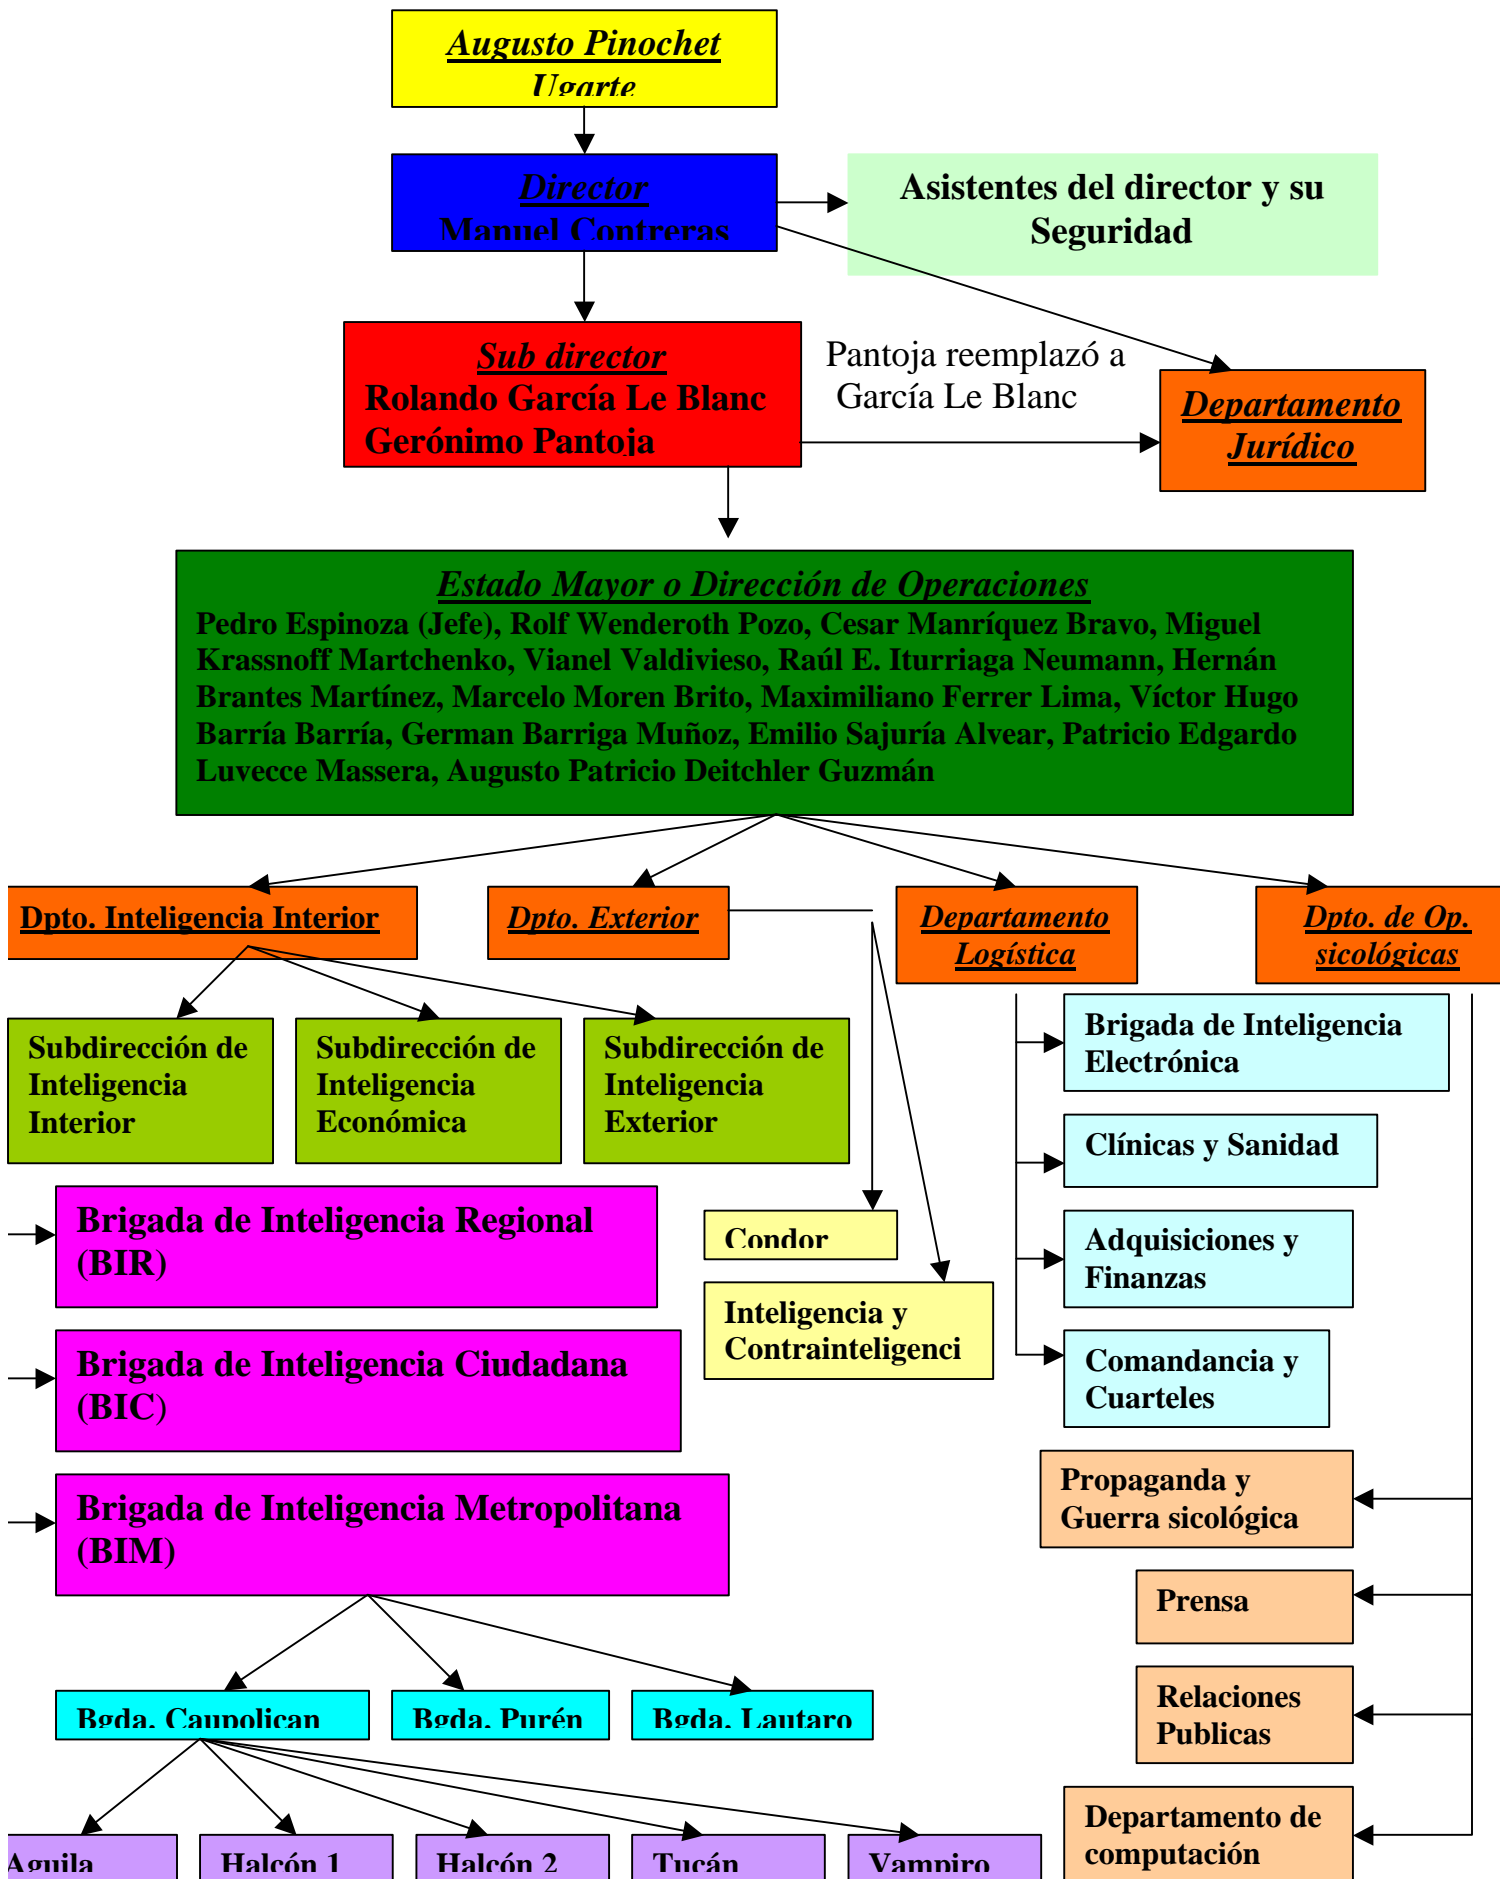 Augusto Pinochet
Ugarte
Director
Manuel Contreras
Asistentes del director y su
Seguridad
Sub director
Rolando García Le Blanc
Gerónimo Pantoja
Pantoja reemplazó a
García Le Blanc
Departamento
Jurídico
Estado Mayor o Dirección de Operaciones
Pedro Espinoza (Jefe), Rolf Wenderoth Pozo, Cesar Manríquez Bravo, Miguel
Krassnoff Martchenko, Vianel Valdivieso, Raúl E. Iturriaga Neumann, Hernán
Brantes Martínez, Marcelo Moren Brito, Maximiliano Ferrer Lima, Víctor Hugo
Barría Barría, German Barriga Muñoz, Emilio Sajuría Alvear, Patricio Edgardo
Luvecce Massera, Augusto Patricio Deitchler Guzmán
Dpto. Inteligencia Interior
Dpto. Exterior
Departamento
Logística
Dpto. de Op.
sicológicas
Subdirección de
Inteligencia
Interior
Subdirección de
Inteligencia
Económica
Subdirección de
Inteligencia
Exterior
Brigada de Inteligencia
Electrónica
Clínicas y Sanidad
Adquisiciones y
Finanzas
Comandancia y
Cuarteles
Brigada de Inteligencia Regional
(BIR)
Condor
Inteligencia y
Contrainteligenci
Brigada de Inteligencia Ciudadana
(BIC)
Brigada de Inteligencia Metropolitana
(BIM)
Propaganda y
Guerra sicológica
Prensa
Relaciones
Publicas
Departamento de
computación
Bgda. Caupolican
Bgda. Purén
Bgda. Lautaro
Aguila
Halcón 1
Halcón 2
Tucán
Vampiro